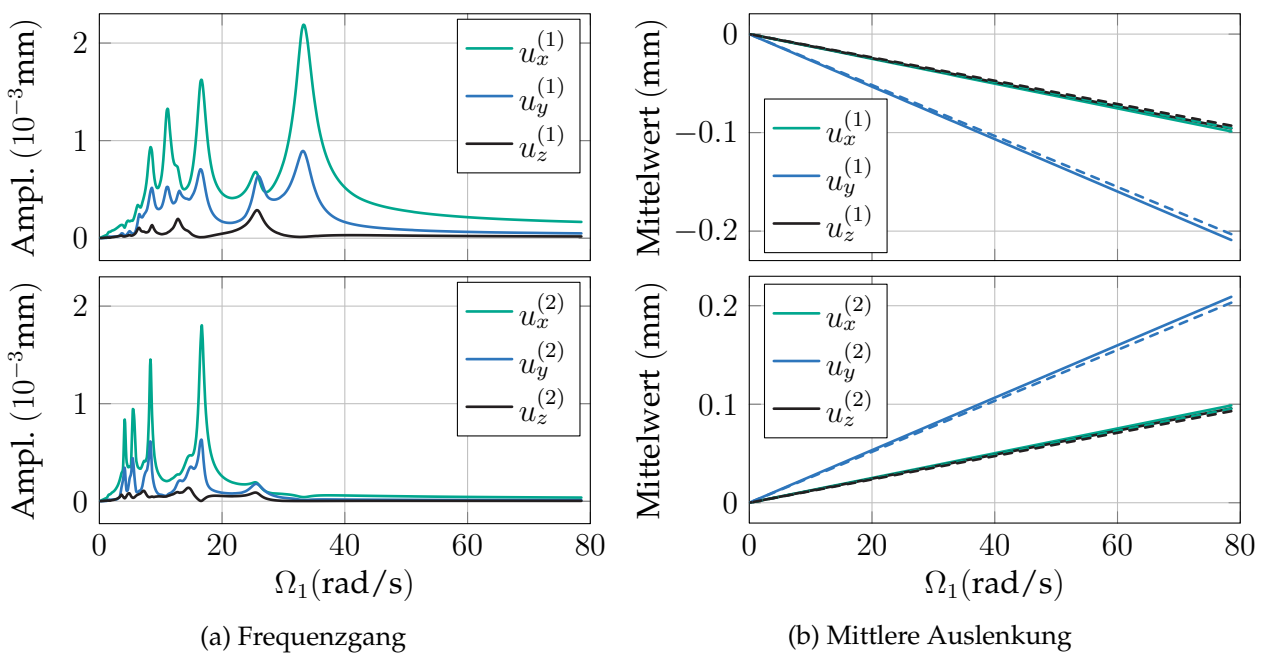 Ampl. (10⁻³mm)
2
1
0
u_x^(1)
u_y^(1)
u_z^(1)
Ampl. (10⁻³mm)
2
1
0
u_x^(2)
u_y^(2)
u_z^(2)
0 20 40 60 80
Ω₁(rad/s)
(a) Frequenzgang
Mittelwert (mm)
0
−0.1
−0.2
u_x^(1)
u_y^(1)
u_z^(1)
Mittelwert (mm)
0.2
0.1
0
u_x^(2)
u_y^(2)
u_z^(2)
0 20 40 60 80
Ω₁(rad/s)
(b) Mittlere Auslenkung